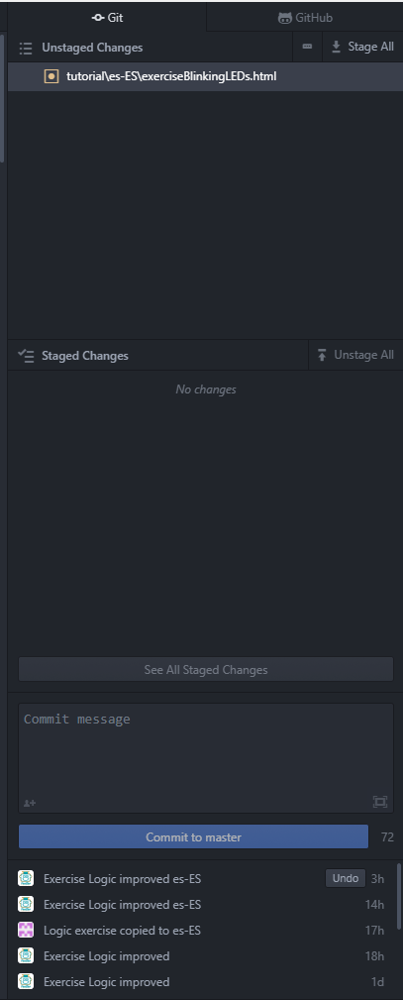 Git
GitHub
Unstaged Changes
Stage All
tutorial\es-ES\exerciseBlinkingLEDs.html
Staged Changes
Unstage All
No changes
See All Staged Changes
Commit message
Commit to master
72
Exercise Logic improved es-ES
Undo
3h
Exercise Logic improved es-ES
14h
Logic exercise copied to es-ES
17h
Exercise Logic improved
18h
Exercise Logic improved
1d